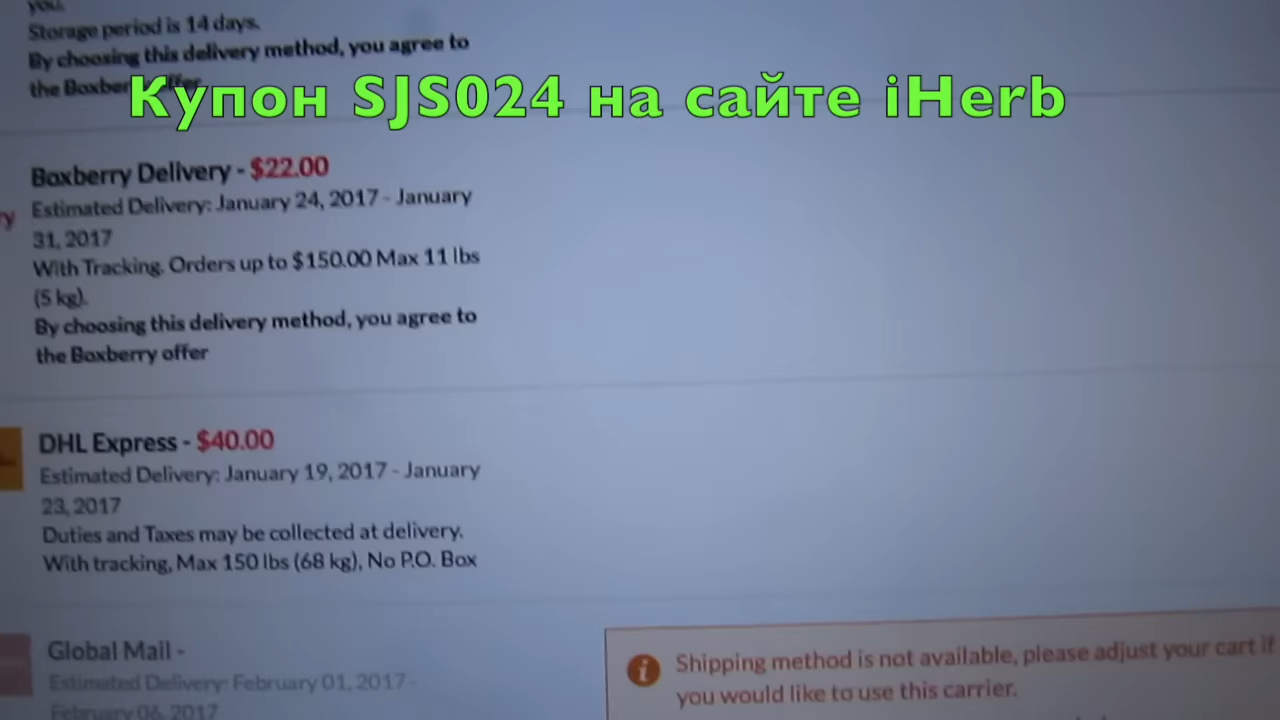 you.
Storage period is 14 days.
By choosing this delivery method, you agree to
the Boxberry offer
Купон SJS024 на сайте iHerb
Boxberry Delivery - $22.00
Estimated Delivery: January 24, 2017 - January
31, 2017
With Tracking. Orders up to $150.00 Max 11 lbs
(5 kg).
By choosing this delivery method, you agree to
the Boxberry offer
DHL Express - $40.00
Estimated Delivery: January 19, 2017 - January
23, 2017
Duties and Taxes may be collected at delivery.
With tracking, Max 150 lbs (68 kg), No P.O. Box
Global Mail -
Estimated Delivery: February 01, 2017 -
February 06, 2017
Shipping method is not available, please adjust your cart if
you would like to use this carrier.